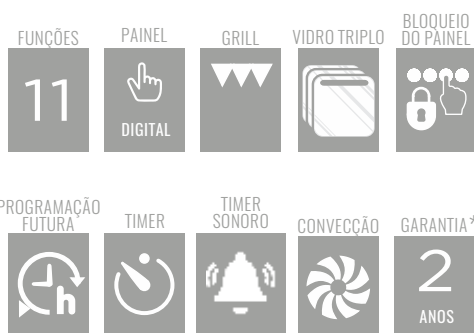 FUNÇÕES
11
PAINEL
DIGITAL
GRILL
VIDRO TRIPLO
BLOQUEIO
DO PAINEL
PROGRAMAÇÃO
FUTURA
h
TIMER
TIMER
SONORO
CONVECÇÃO
GARANTIA*
2
ANOS